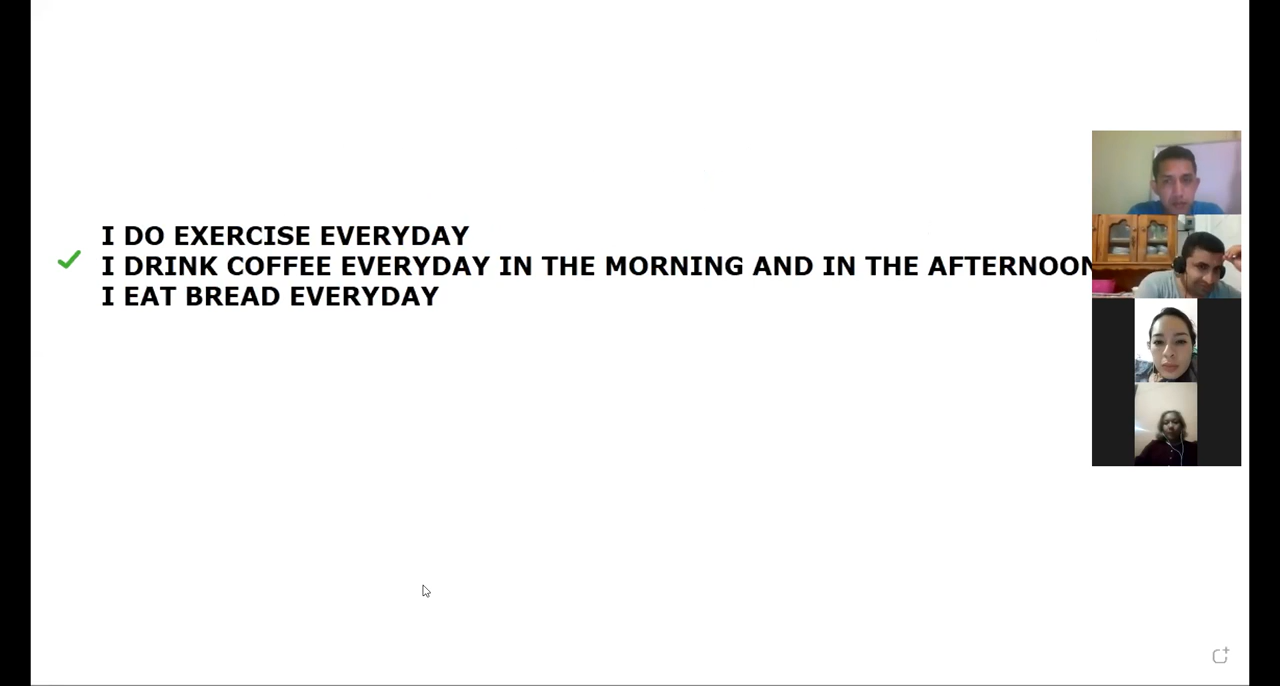 I DO EXERCISE EVERYDAY
I DRINK COFFEE EVERYDAY IN THE MORNING AND IN THE AFTERNOON
I EAT BREAD EVERYDAY